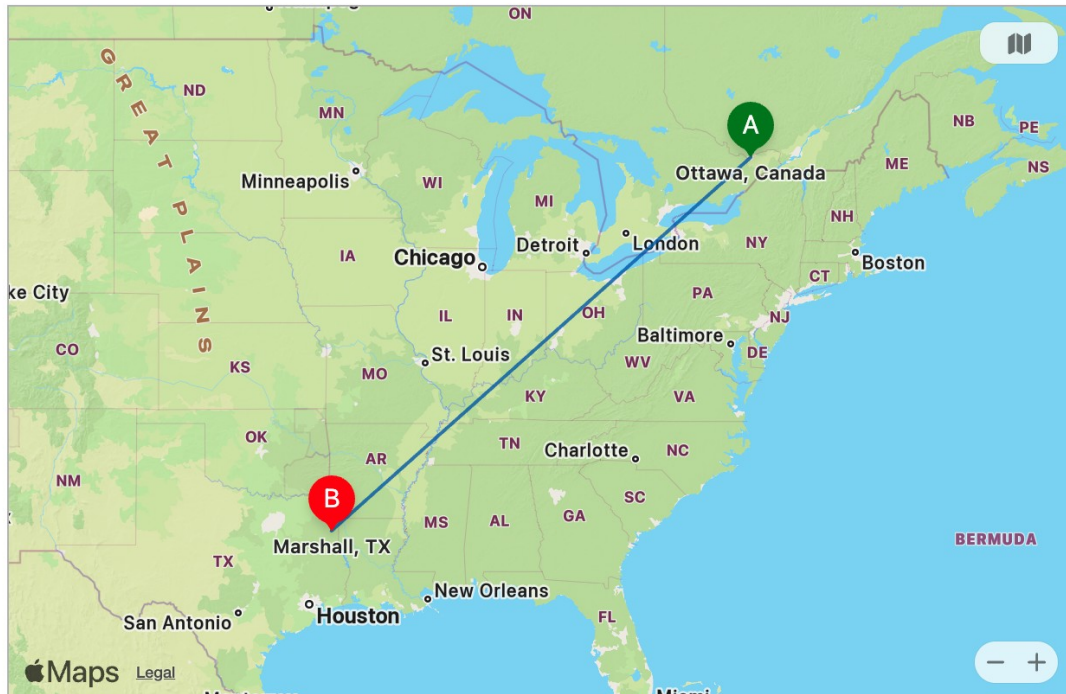 ON
GREAT PLAINS
ND
MN
A
NB
PE
ME
NS
Minneapolis
WI
Ottawa, Canada
MI
NH
IA
Chicago
Detroit
London
NY
Boston
CT
ke City
PA
IL
IN
OH
NJ
CO
St. Louis
Baltimore
DE
KS
MO
WV
KY
VA
OK
TN
Charlotte
NC
AR
NM
B
SC
MS
AL
GA
BERMUDA
Marshall, TX
TX
New Orleans
San Antonio
Houston
FL
Maps
Legal
Miami